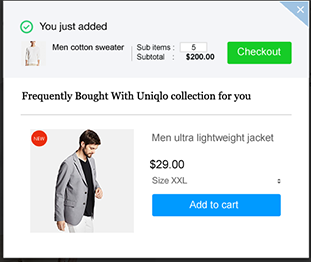 You just added
Men cotton sweater
Sub items : 5
Subtotal : $200.00
Checkout
Frequently Bought With Uniqlo collection for you
NEW
Men ultra lightweight jacket
$29.00
Size XXL
Add to cart